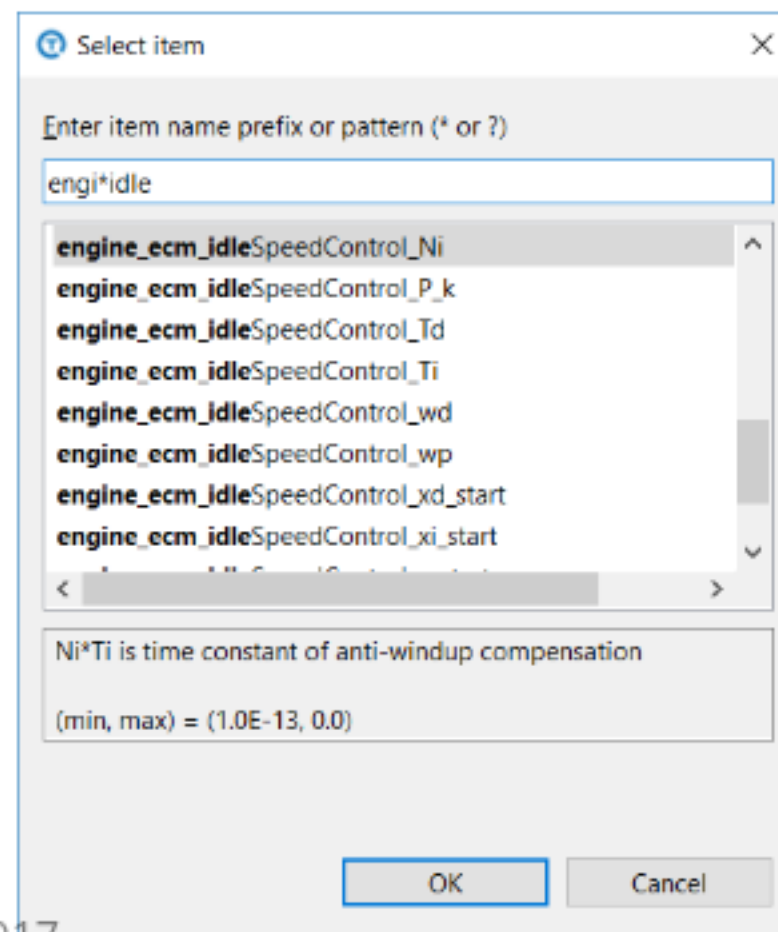 Select item
Enter item name prefix or pattern (* or ?)
engi*idle
engine_ecm_idleSpeedControl_Ni
engine_ecm_idleSpeedControl_P_k
engine_ecm_idleSpeedControl_Td
engine_ecm_idleSpeedControl_Ti
engine_ecm_idleSpeedControl_wd
engine_ecm_idleSpeedControl_wp
engine_ecm_idleSpeedControl_xd_start
engine_ecm_idleSpeedControl_xi_start
Ni*Ti is time constant of anti-windup compensation
(min, max) = (1.0E-13, 0.0)
OK Cancel